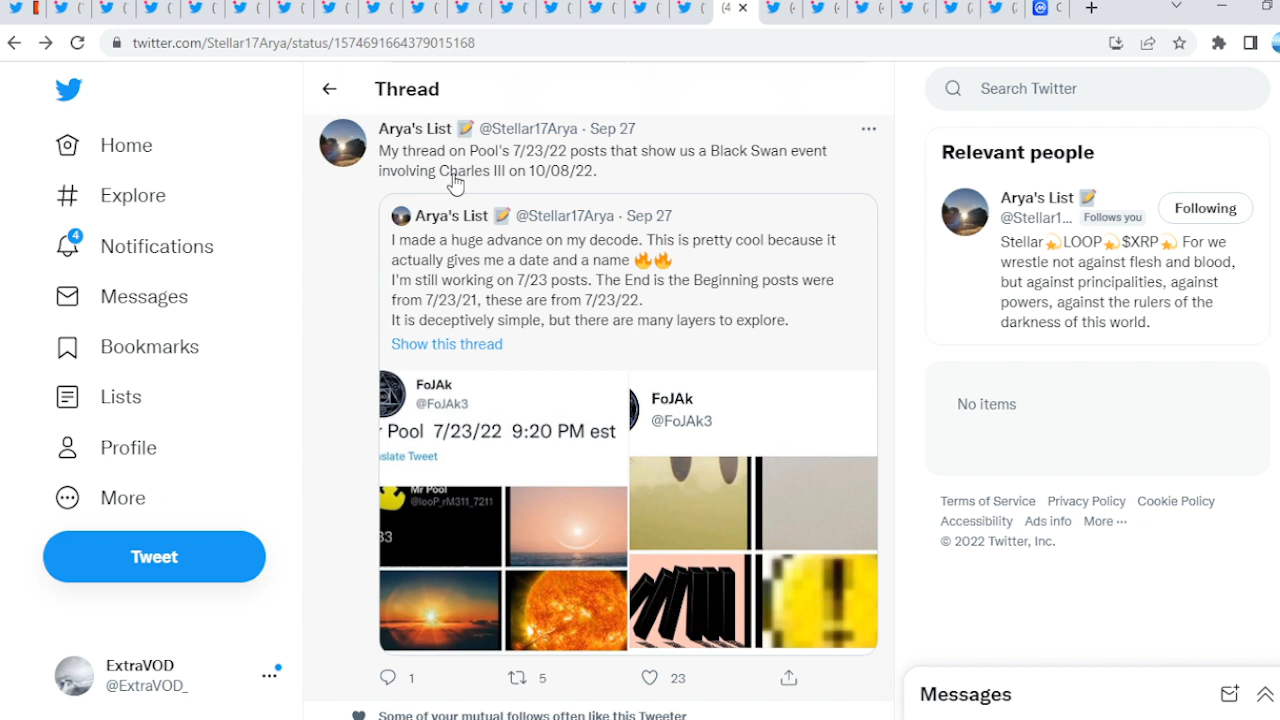 twitter.com/Stellar17Arya/status/1574691664379015168
Home
Explore
4
Notifications
Messages
Bookmarks
Lists
Profile
More
Tweet
ExtraVOD
@ExtraVOD_
Thread
Arya's List 📝 @Stellar17Arya · Sep 27
My thread on Pool's 7/23/22 posts that show us a Black Swan event
involving Charles III on 10/08/22.
Arya's List 📝 @Stellar17Arya · Sep 27
I made a huge advance on my decode. This is pretty cool because it
actually gives me a date and a name 🔥🔥
I'm still working on 7/23 posts. The End is the Beginning posts were
from 7/23/21, these are from 7/23/22.
It is deceptively simple, but there are many layers to explore.
Show this thread
FoJAk
@FoJAk3
r Pool 7/23/22 9:20 PM est
slate Tweet
Mr Pool
@looP_rM311_7211
33
FoJAk
@FoJAk3
1
5
23
Some of your mutual follows often like this Tweeter
Search Twitter
Relevant people
Arya's List 📝
@Stellar1... Follows you
Following
Stellar💫LOOP💫$XRP💫 For we
wrestle not against flesh and blood,
but against principalities, against
powers, against the rulers of the
darkness of this world.
No items
Terms of Service Privacy Policy Cookie Policy
Accessibility Ads info More ···
© 2022 Twitter, Inc.
Messages